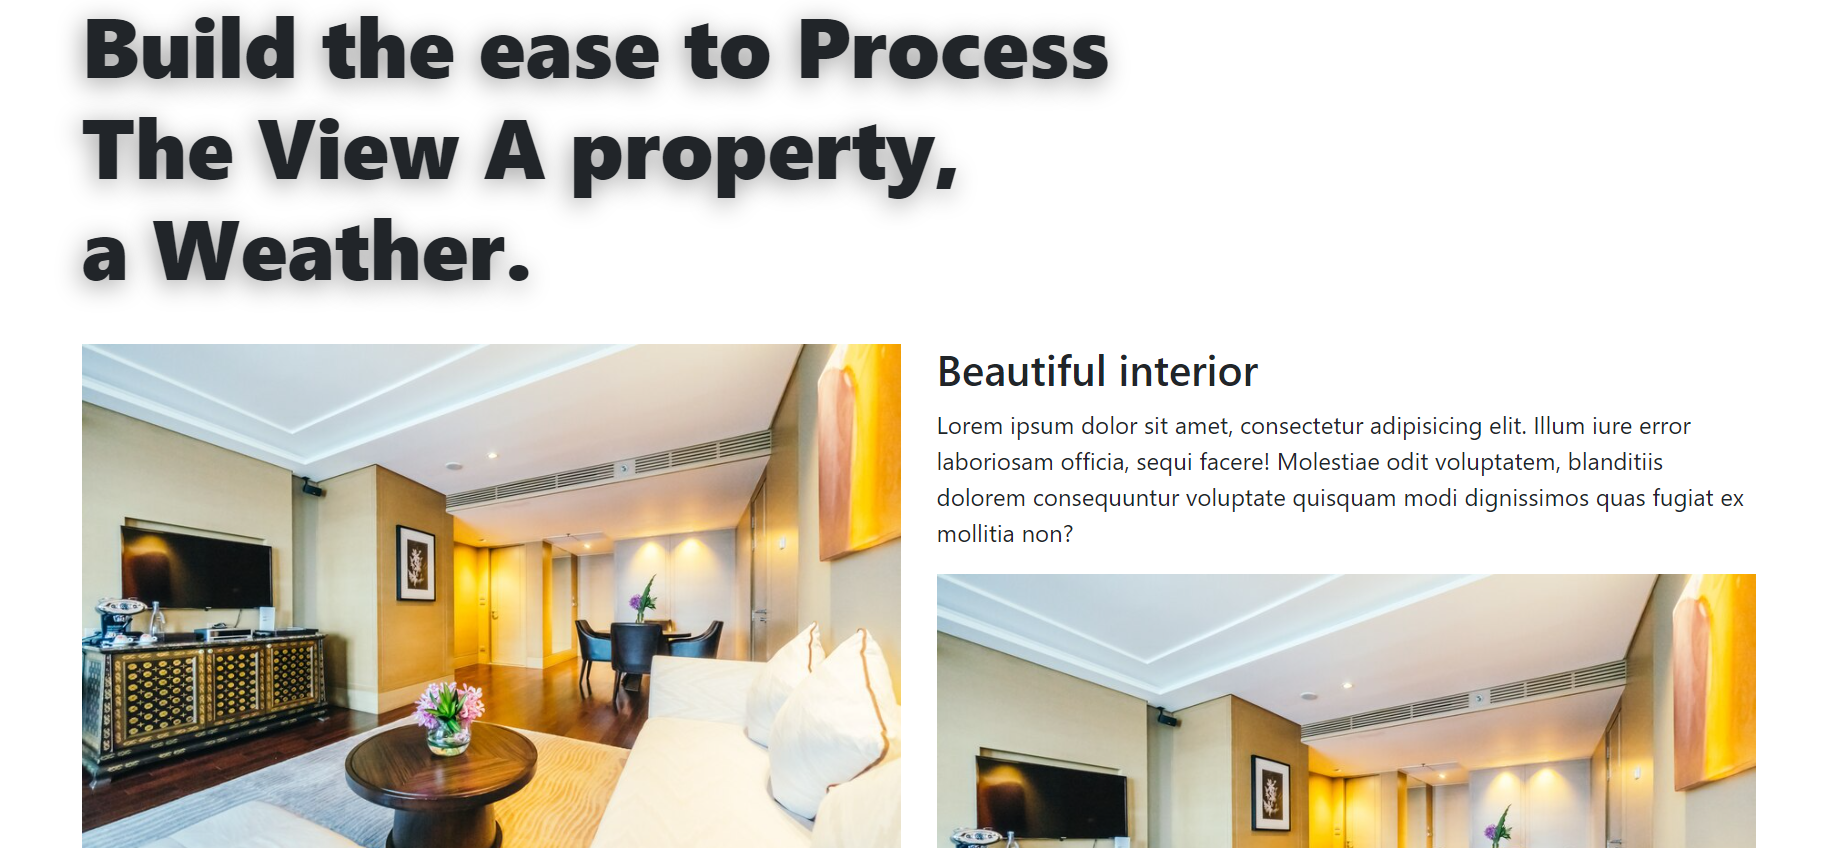 Build the ease to Process
The View A property,
a Weather.
Beautiful interior
Lorem ipsum dolor sit amet, consectetur adipisicing elit. Illum iure error
laboriosam officia, sequi facere! Molestiae odit voluptatem, blanditiis
dolorem consequuntur voluptate quisquam modi dignissimos quas fugiat ex
mollitia non?